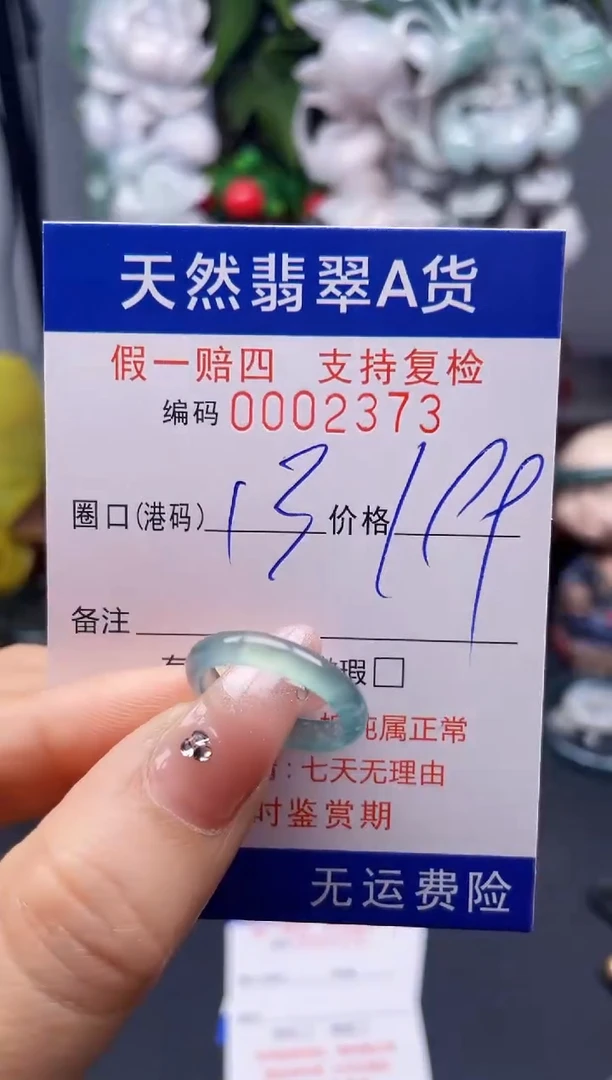 天然翡翠A货
假一赔四 支持复检
编码 0002373
圈口(港码) 13 价格 199
备注
瑕□
纯属正常
：七天无理由
时鉴赏期
无运费险